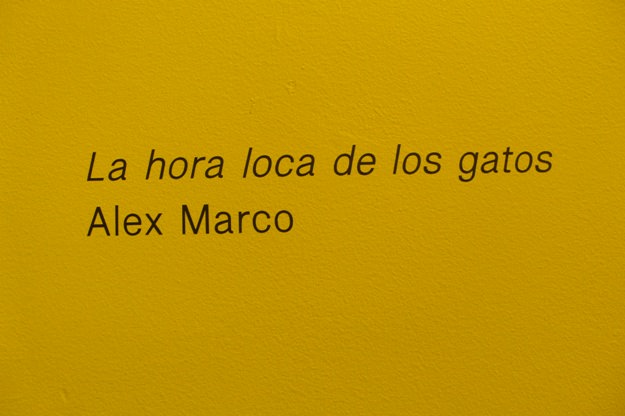 La hora loca de los gatos
Alex Marco